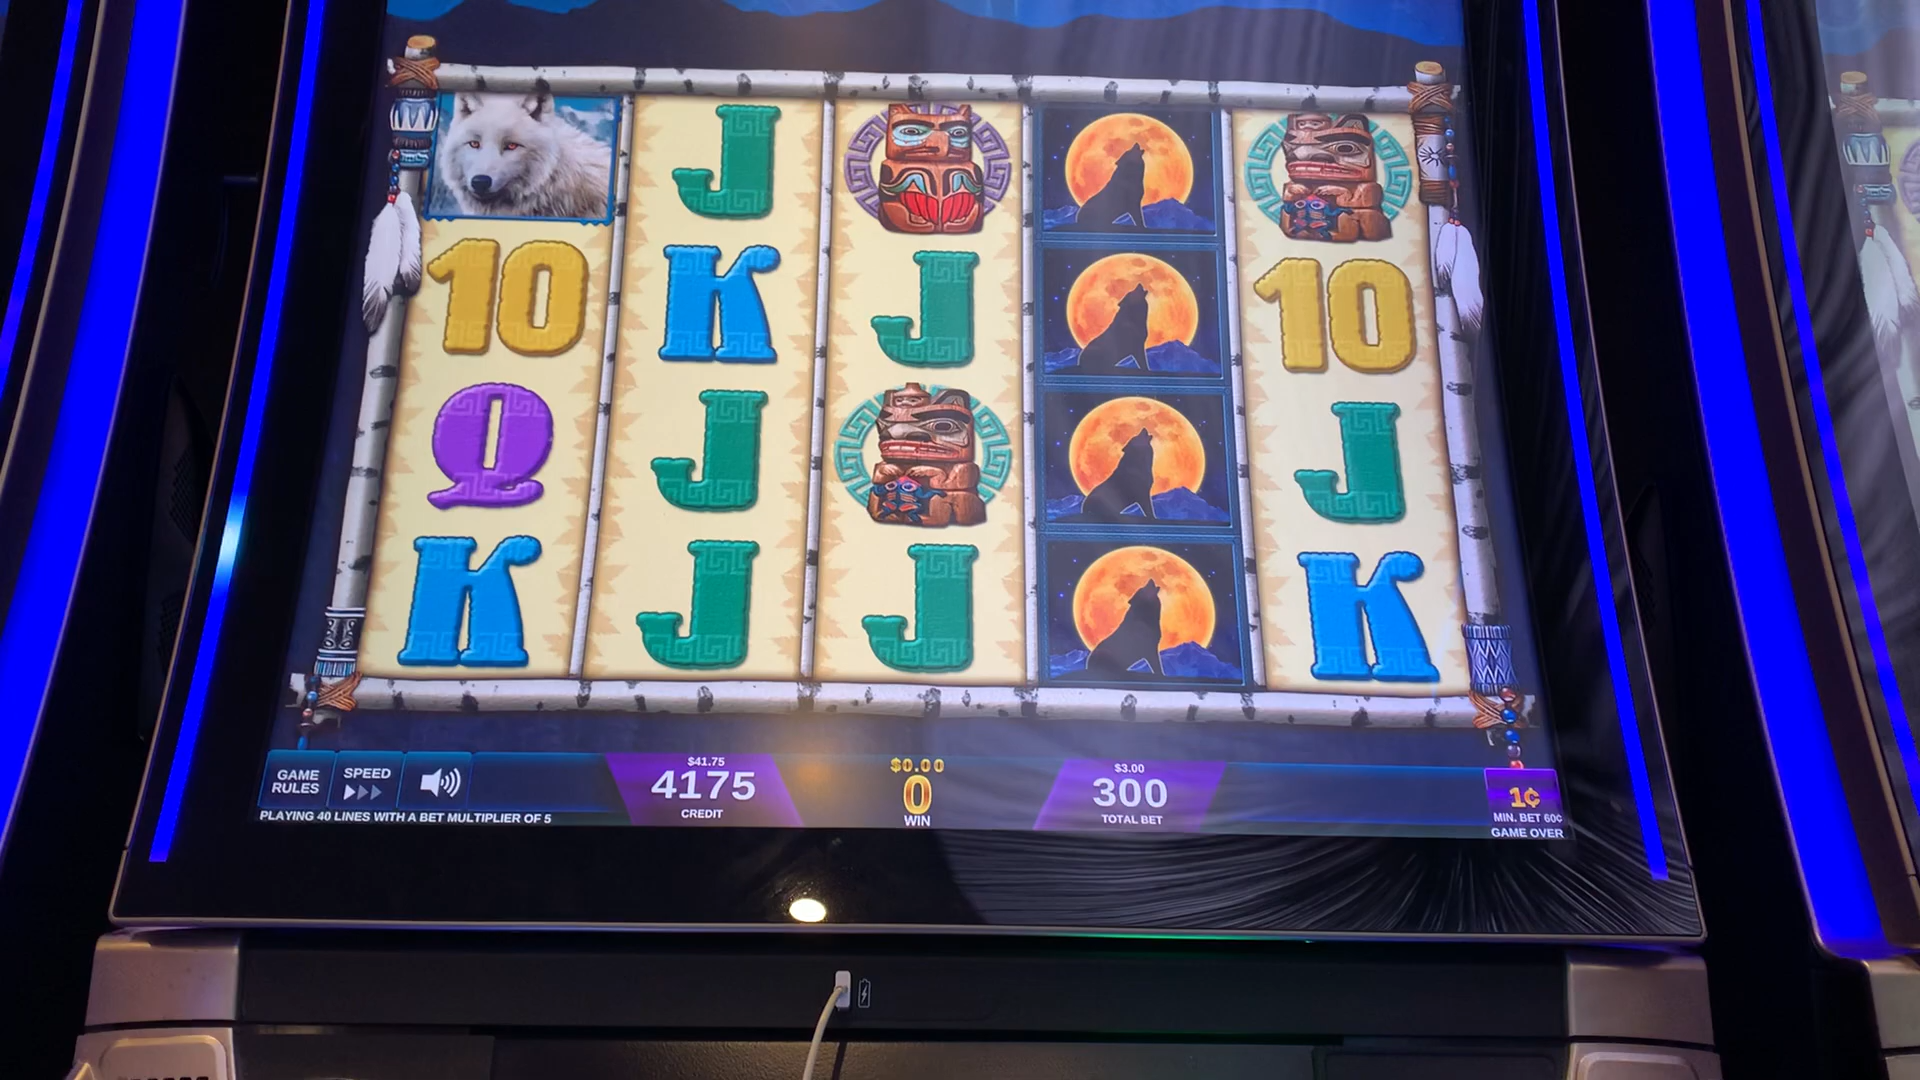 J
10 K J 10
Q J J
K J J K
GAME RULES
SPEED
$41.75
4175
CREDIT
$0.00
0
WIN
$3.00
300
TOTAL BET
1¢
MIN. BET 60¢
GAME OVER
PLAYING 40 LINES WITH A BET MULTIPLIER OF 5